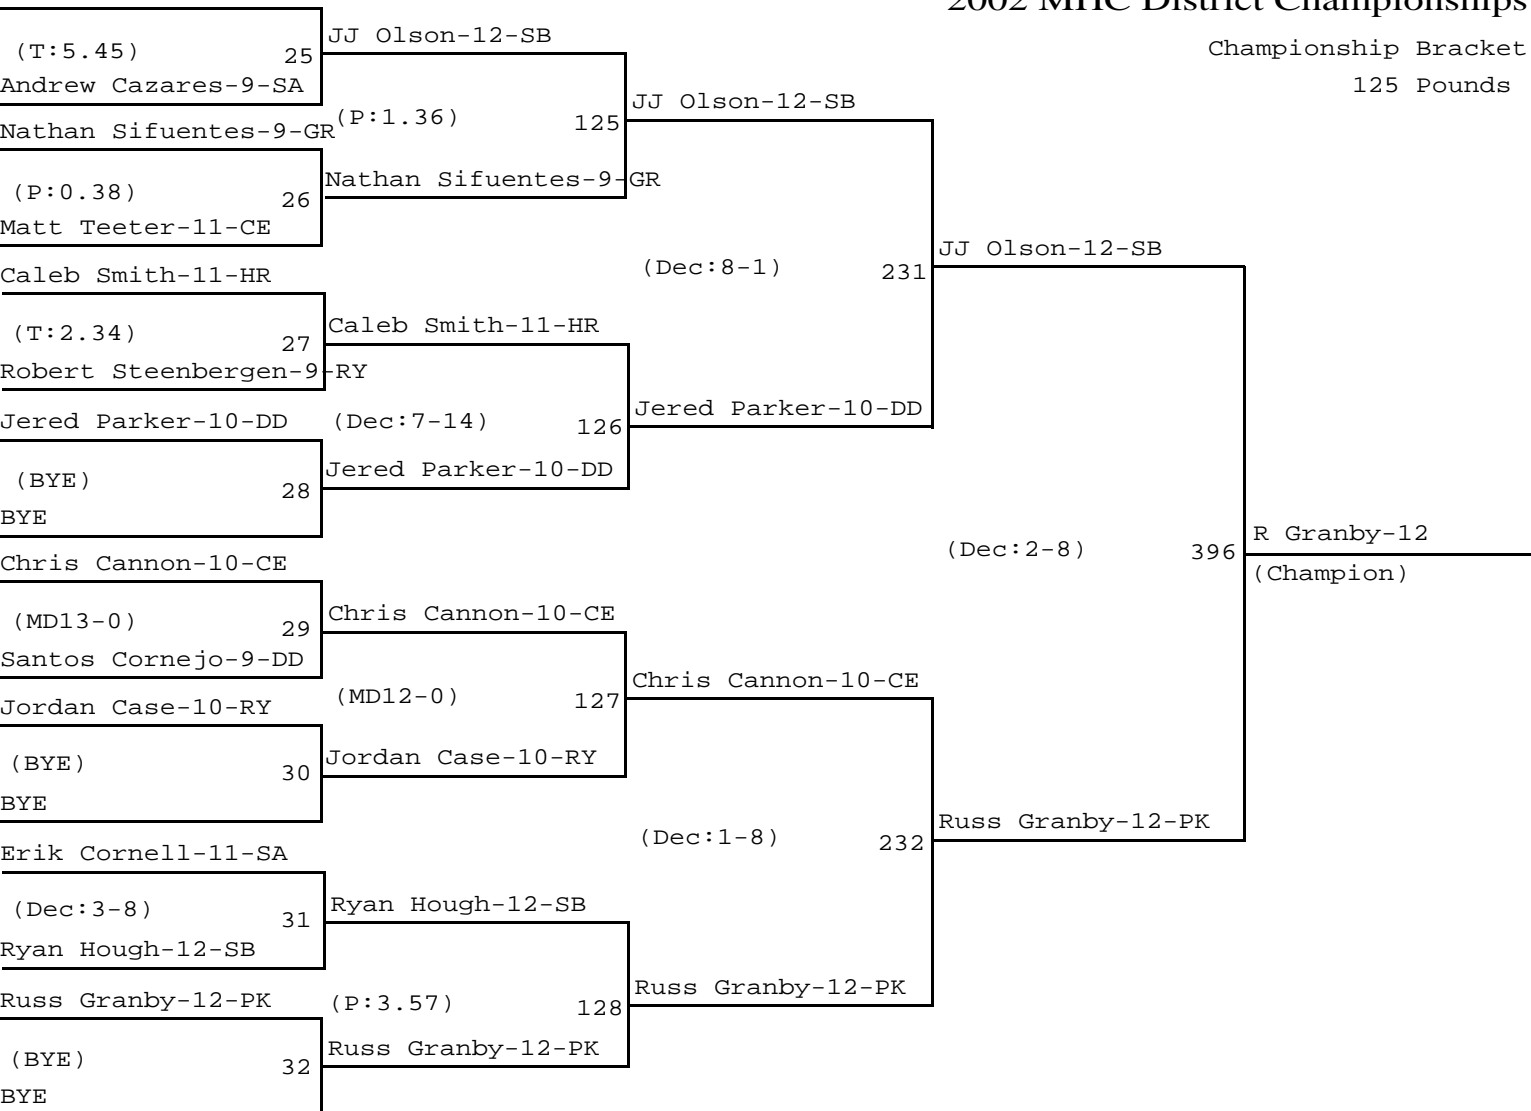 2002 MHC District Championships
Championship Bracket
125 Pounds
(T:5.45) 25
Andrew Cazares-9-SA
Nathan Sifuentes-9-GR
(P:0.38) 26
Matt Teeter-11-CE
Caleb Smith-11-HR
(T:2.34) 27
Robert Steenbergen-9-RY
Jered Parker-10-DD
(BYE) 28
BYE
Chris Cannon-10-CE
(MD13-0) 29
Santos Cornejo-9-DD
Jordan Case-10-RY
(BYE) 30
BYE
Erik Cornell-11-SA
(Dec:3-8) 31
Ryan Hough-12-SB
Russ Granby-12-PK
(BYE) 32
BYE
JJ Olson-12-SB
(P:1.36) 125
Nathan Sifuentes-9-GR
Caleb Smith-11-HR
(Dec:7-14) 126
Jered Parker-10-DD
Chris Cannon-10-CE
(MD12-0) 127
Jordan Case-10-RY
Ryan Hough-12-SB
(P:3.57) 128
Russ Granby-12-PK
JJ Olson-12-SB
(Dec:8-1) 231
Jered Parker-10-DD
Chris Cannon-10-CE
(Dec:1-8) 232
Russ Granby-12-PK
JJ Olson-12-SB
(Dec:2-8) 396
Russ Granby-12-PK
R Granby-12
(Champion)